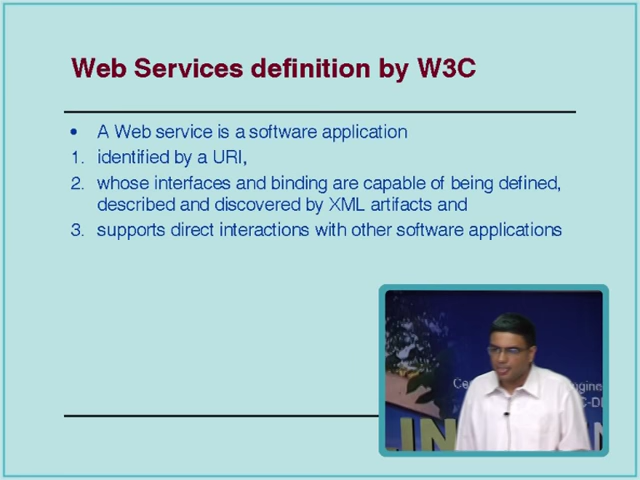 Web Services definition by W3C
• A Web service is a software application
1. identified by a URI,
2. whose interfaces and binding are capable of being defined,
described and discovered by XML artifacts and
3. supports direct interactions with other software applications